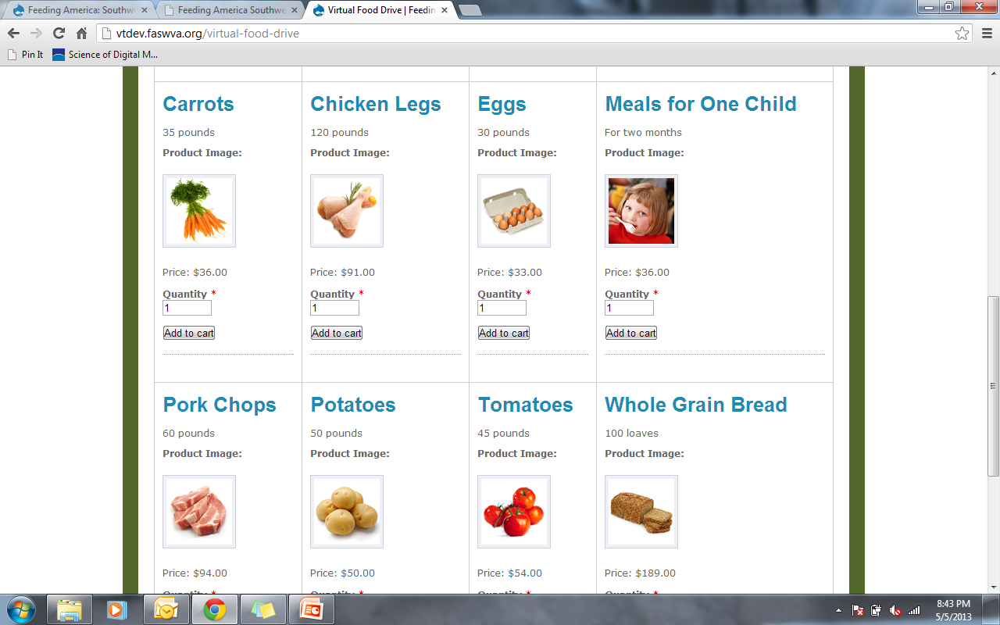 Feeding America: Southw
Feeding America Southwe
Virtual Food Drive | Feedin
vtdev.faswva.org/virtual-food-drive
Pin It
Science of Digital M...
Carrots
35 pounds
Product Image:
Price: $36.00
Quantity *
1
Add to cart
Chicken Legs
120 pounds
Product Image:
Price: $91.00
Quantity *
1
Add to cart
Eggs
30 pounds
Product Image:
Price: $33.00
Quantity *
1
Add to cart
Meals for One Child
For two months
Product Image:
Price: $36.00
Quantity *
1
Add to cart
Pork Chops
60 pounds
Product Image:
Price: $94.00
Quantity *
Potatoes
50 pounds
Product Image:
Price: $50.00
Quantity *
Tomatoes
45 pounds
Product Image:
Price: $54.00
Quantity *
Whole Grain Bread
100 loaves
Product Image:
Price: $189.00
Quantity *
8:43 PM
5/5/2013